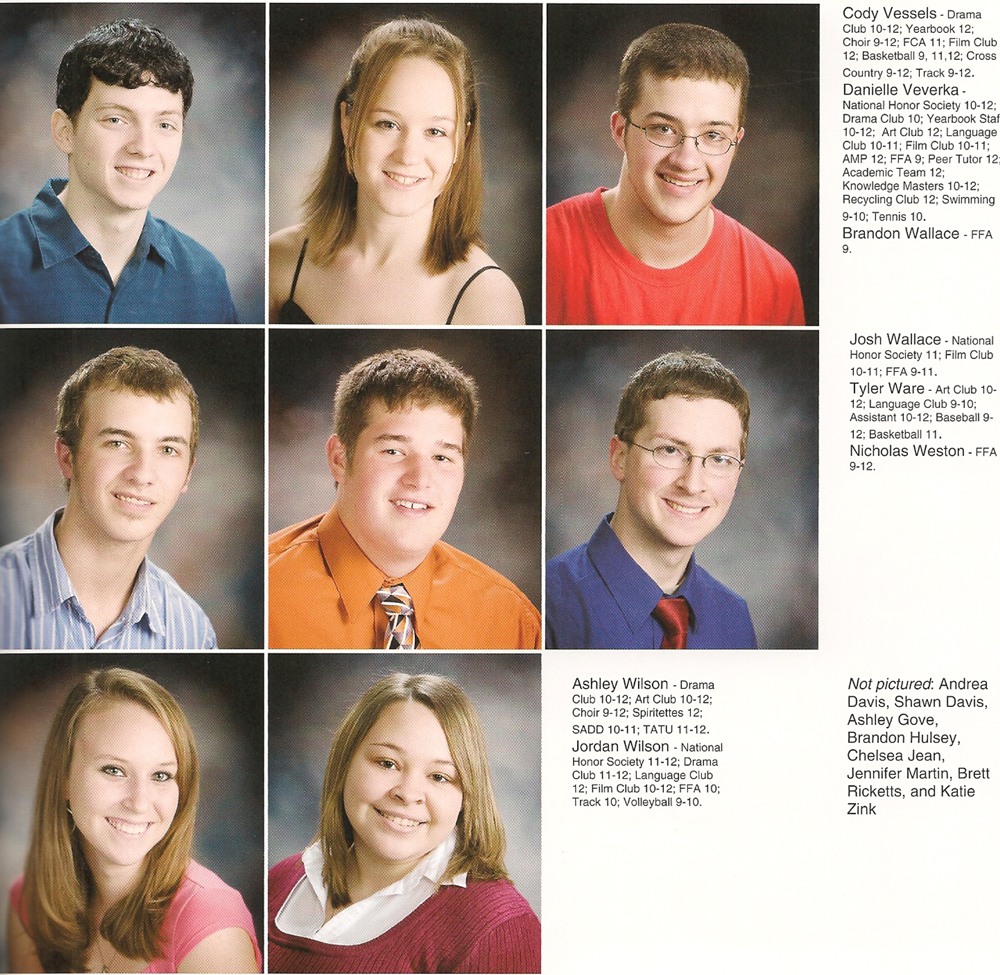 Cody Vessels - Drama
Club 10-12; Yearbook 12;
Choir 9-12; FCA 11; Film Club
12; Basketball 9, 11,12; Cross
Country 9-12; Track 9-12.
Danielle Veverka -
National Honor Society 10-12;
Drama Club 10; Yearbook Staf
10-12; Art Club 12; Language
Club 10-11; Film Club 10-11;
AMP 12; FFA 9; Peer Tutor 12;
Academic Team 12;
Knowledge Masters 10-12;
Recycling Club 12; Swimming
9-10; Tennis 10.
Brandon Wallace - FFA
9.
Josh Wallace - National
Honor Society 11; Film Club
10-11; FFA 9-11.
Tyler Ware - Art Club 10-
12; Language Club 9-10;
Assistant 10-12; Baseball 9-
12; Basketball 11.
Nicholas Weston - FFA
9-12.
Ashley Wilson - Drama
Club 10-12; Art Club 10-12;
Choir 9-12; Spiritettes 12;
SADD 10-11; TATU 11-12.
Jordan Wilson - National
Honor Society 11-12; Drama
Club 11-12; Language Club
12; Film Club 10-12; FFA 10;
Track 10; Volleyball 9-10.
Not pictured: Andrea
Davis, Shawn Davis,
Ashley Gove,
Brandon Hulsey,
Chelsea Jean,
Jennifer Martin, Brett
Ricketts, and Katie
Zink